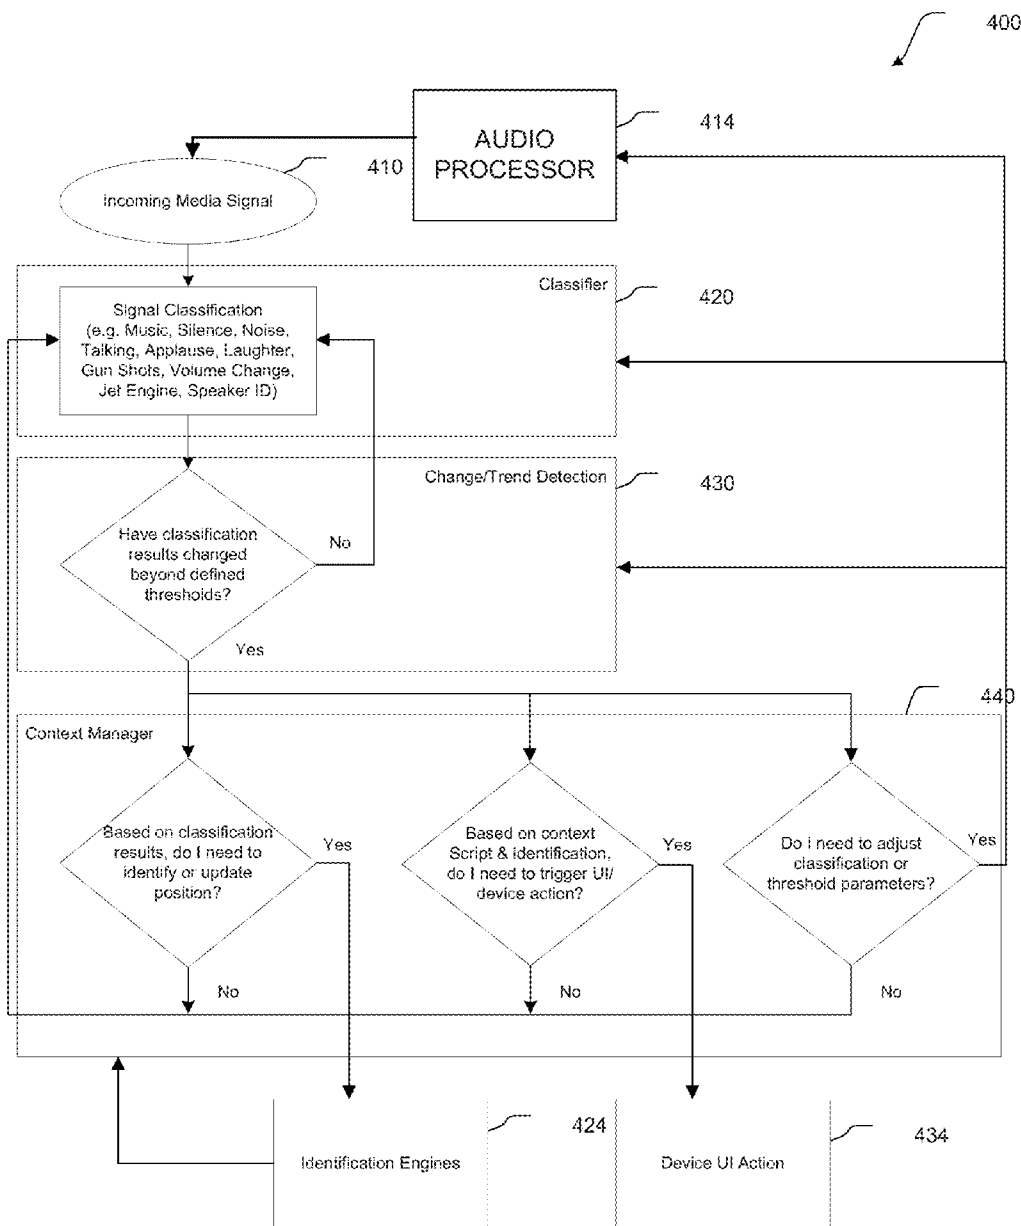 400
AUDIO
PROCESSOR
414
410
Incoming Media Signal
Classifier
420
Signal Classification
(e.g. Music, Silence, Noise,
Talking, Applause, Laughter,
Gun Shots, Volume Change,
Jet Engine, Speaker ID)
Change/Trend Detection
430
Have classification
results changed
beyond defined
thresholds?
No
Yes
440
Context Manager
Based on classification
results, do I need to
identify or update
position?
Yes
No
Based on context
Script & identification,
do I need to trigger UI/
device action?
Yes
No
Do I need to adjust
classification or
threshold parameters?
Yes
No
Identification Engines
424
Device UI Action
434